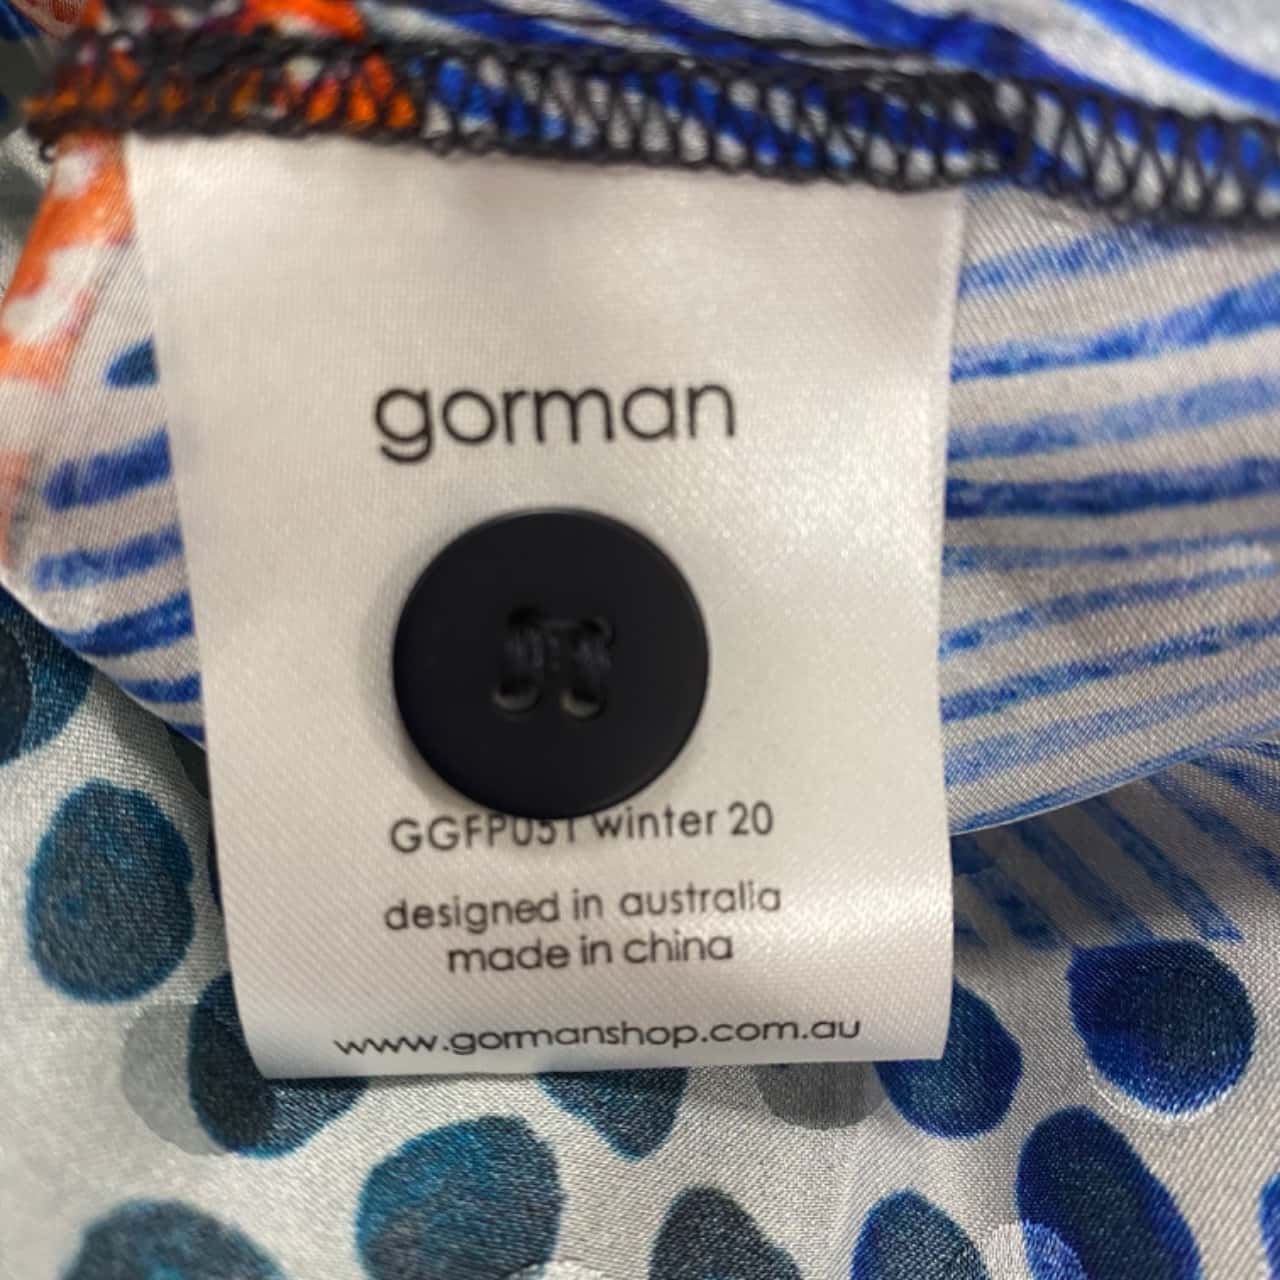 gorman
GGFP051 winter 20
designed in australia
made in china
www.gormanshop.com.au